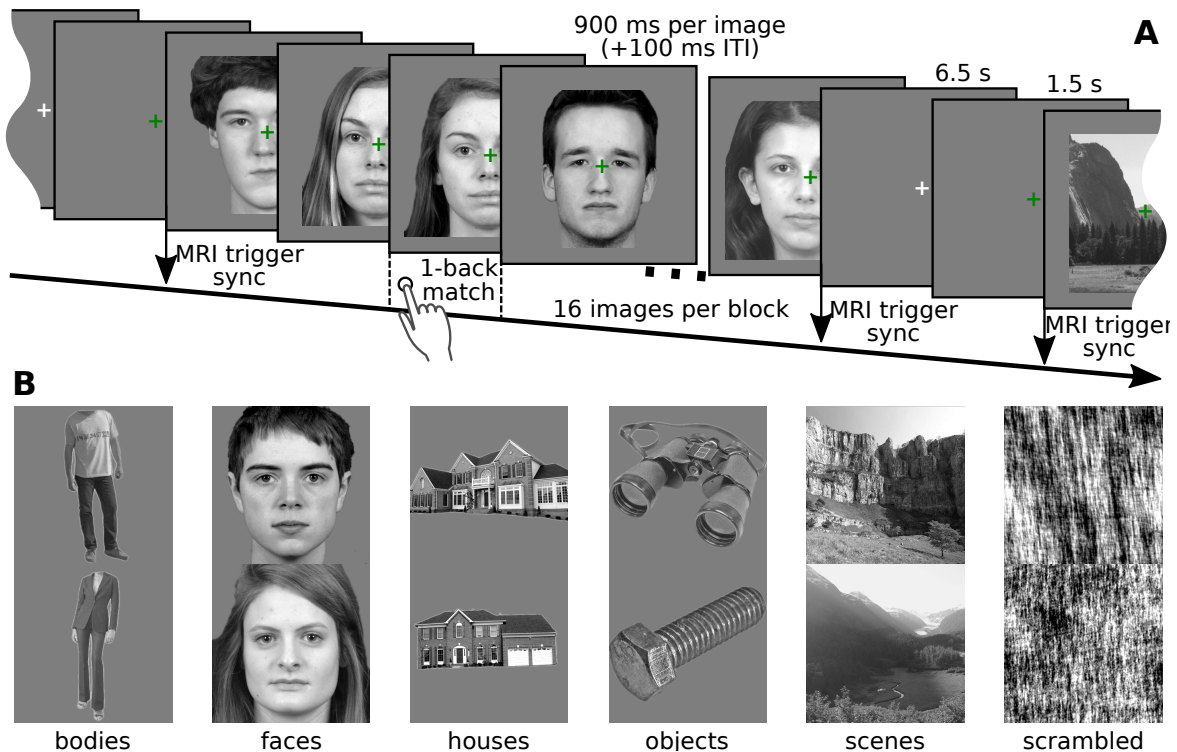 900 ms per image
(+100 ms ITI)
A
6.5 s
1.5 s
MRI trigger
sync
1-back
match
16 images per block
MRI trigger
sync
MRI trigger
sync
B
bodies
faces
houses
objects
scenes
scrambled